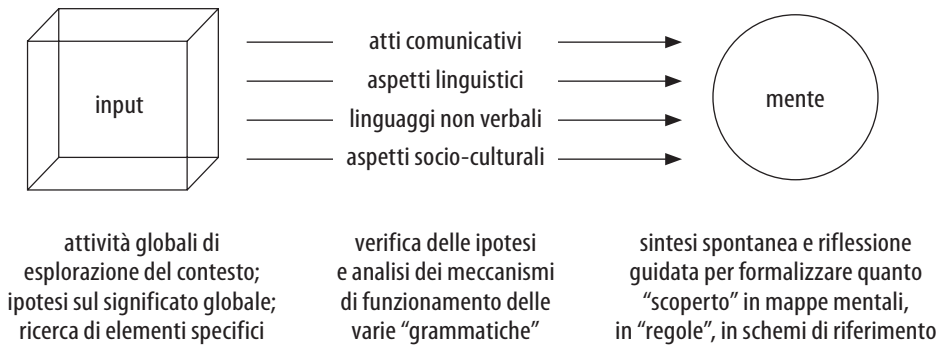 input
atti comunicativi
aspetti linguistici
linguaggi non verbali
aspetti socio-culturali
mente
attività globali di
esplorazione del contesto;
ipotesi sul significato globale;
ricerca di elementi specifici
verifica delle ipotesi
e analisi dei meccanismi
di funzionamento delle
varie “grammatiche”
sintesi spontanea e riflessione
guidata per formalizzare quanto
“scoperto” in mappe mentali,
in “regole”, in schemi di riferimento